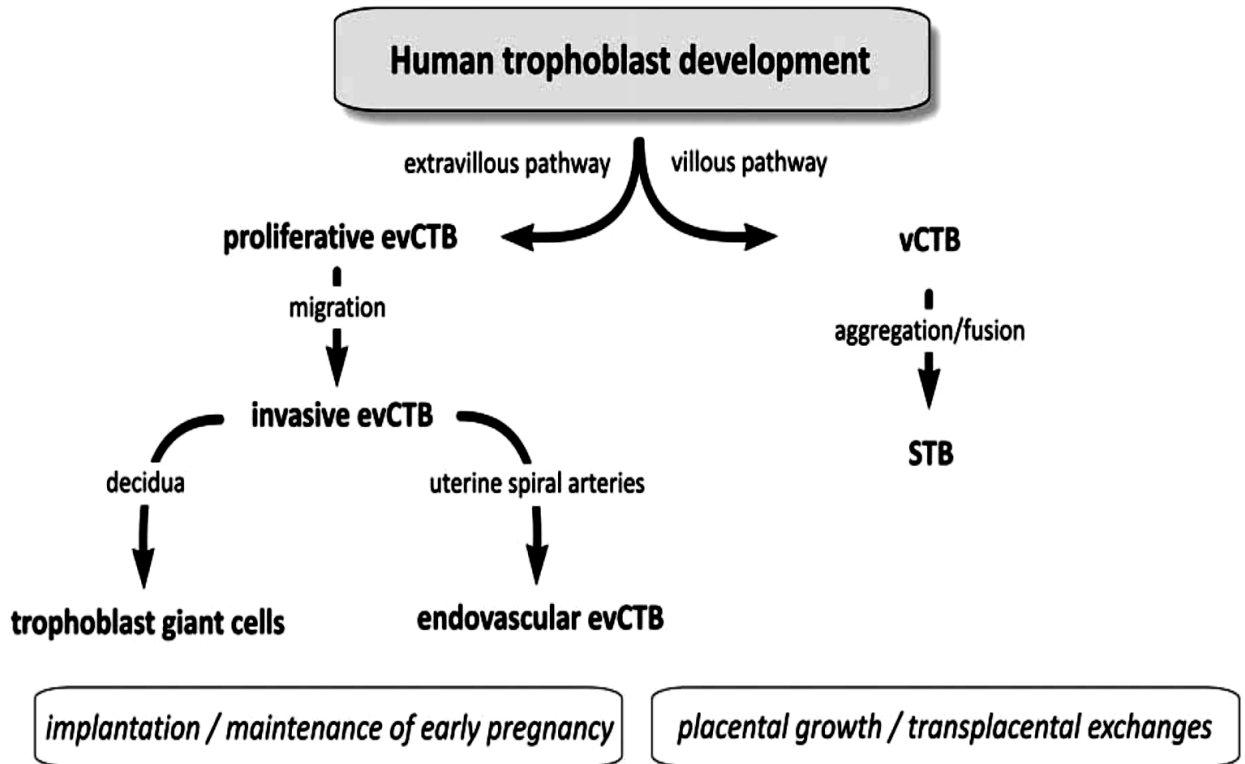 Human trophoblast development
extravillous pathway
villous pathway
proliferative evCTB
vCTB
migration
aggregation/fusion
invasive evCTB
STB
decidua
uterine spiral arteries
trophoblast giant cells
endovascular evCTB
implantation / maintenance of early pregnancy
placental growth / transplacental exchanges